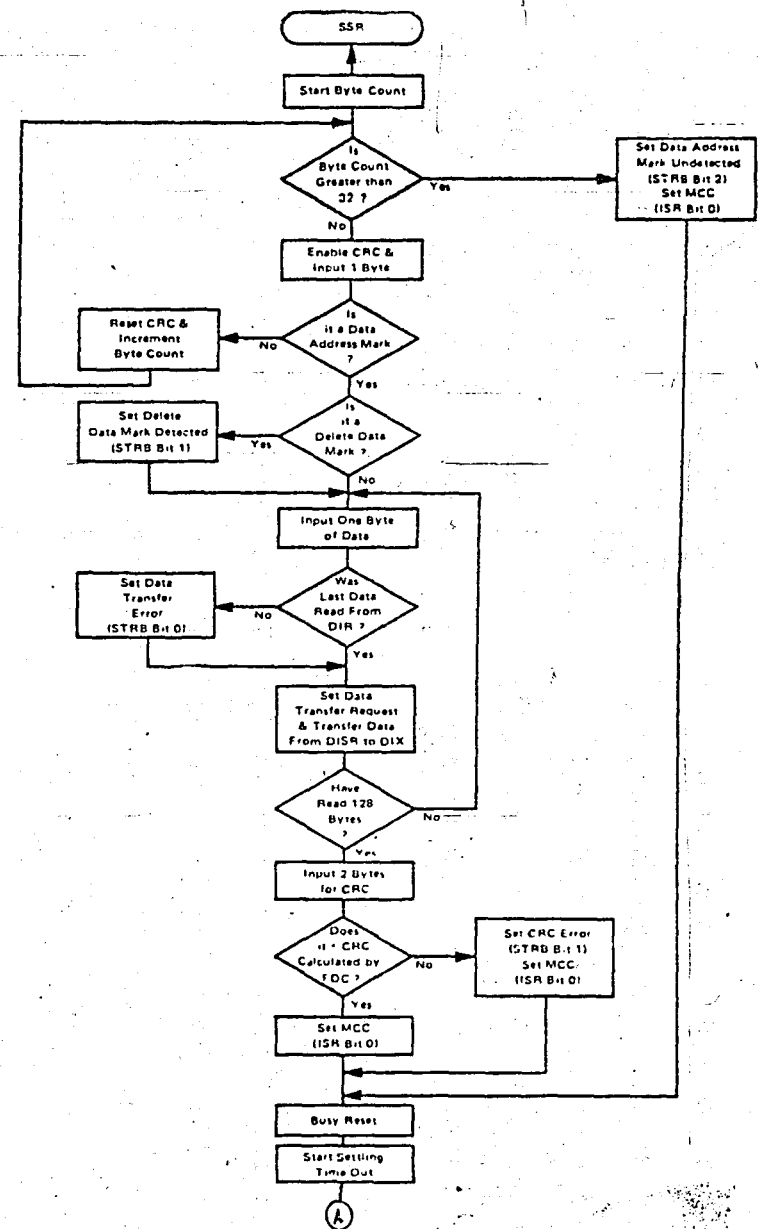 SSR
Start Byte Count
Is
Byte Count
Greater than
32 ?
Yes
No
Set Data Address
Mark Undetected
(STRB Bit 2)
Set MCC
(ISR Bit 0)
Enable CRC &
Input 1 Byte
Is
it a Data
Address Mark
?
No
Yes
Reset CRC &
Increment
Byte Count
Is
it a
Delete Data
Mark ?
Yes
No
Set Delete
Data Mark Detected
(STRB Bit 1)
Input One Byte
of Data
Was
Last Data
Read From
DIR ?
No
Yes
Set Data
Transfer
Error
(STRB Bit 0)
Set Data
Transfer Request
& Transfer Data
From DISR to DIX
Have
Read 128
Bytes
?
No
Yes
Input 2 Bytes
for CRC
Does
it = CRC
Calculated by
FDC ?
No
Yes
Set CRC Error
(STRB Bit 1)
Set MCC
(ISR Bit 0)
Set MCC
(ISR Bit 0)
Busy Reset
Start Settling
Time Out
A